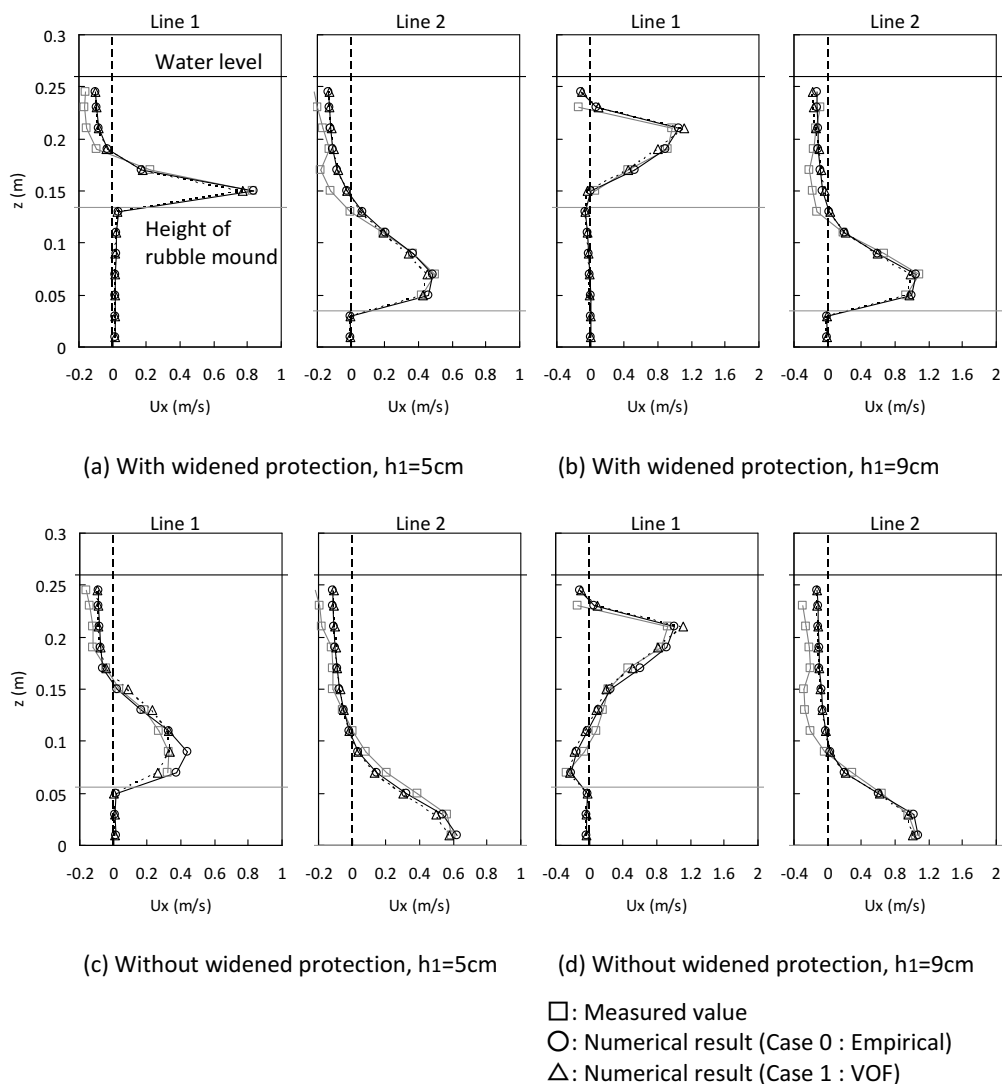 Line 1
Line 2
Line 1
Line 2
0.3
0.25
0.2
0.15
0.1
0.05
0
z (m)
Water level
Height of
rubble mound
-0.2 0 0.2 0.4 0.6 0.8 1
-0.2 0 0.2 0.4 0.6 0.8 1
-0.4 0 0.4 0.8 1.2 1.6 2
-0.4 0 0.4 0.8 1.2 1.6 2
Ux (m/s)
Ux (m/s)
Ux (m/s)
Ux (m/s)
(a) With widened protection, h1=5cm
(b) With widened protection, h1=9cm
Line 1
Line 2
Line 1
Line 2
0.3
0.25
0.2
0.15
0.1
0.05
0
z (m)
-0.2 0 0.2 0.4 0.6 0.8 1
-0.2 0 0.2 0.4 0.6 0.8 1
-0.4 0 0.4 0.8 1.2 1.6 2
-0.4 0 0.4 0.8 1.2 1.6 2
Ux (m/s)
Ux (m/s)
Ux (m/s)
Ux (m/s)
(c) Without widened protection, h1=5cm
(d) Without widened protection, h1=9cm
: Measured value
: Numerical result (Case 0 : Empirical)
: Numerical result (Case 1 : VOF)